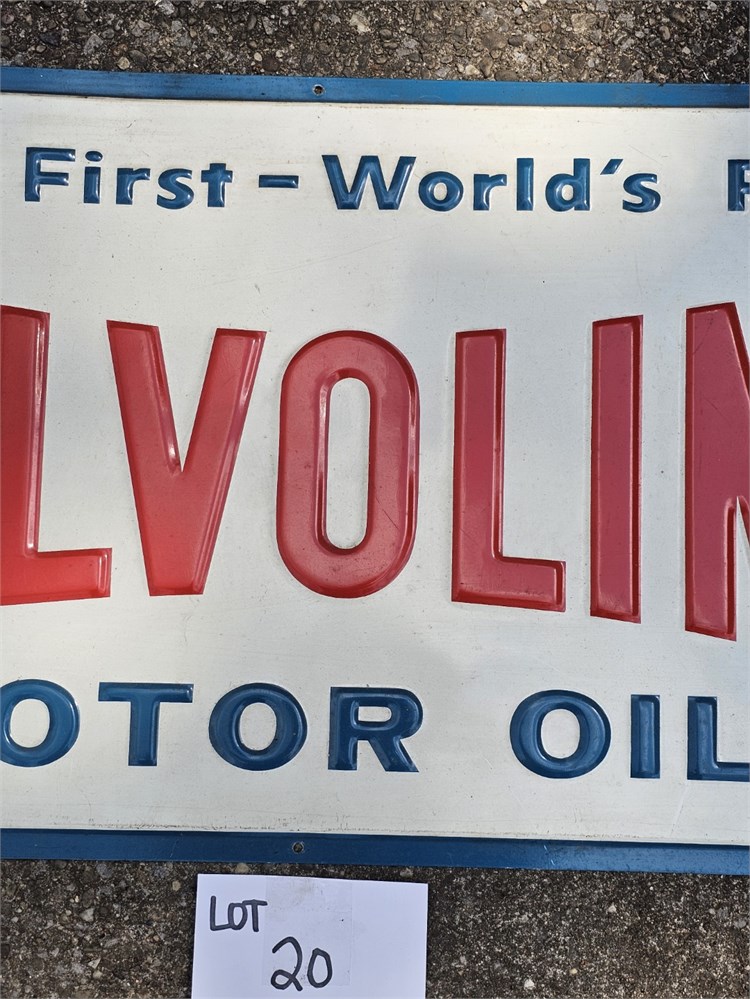 First – World's F
LVOLIN
OTOR OIL
LOT
20